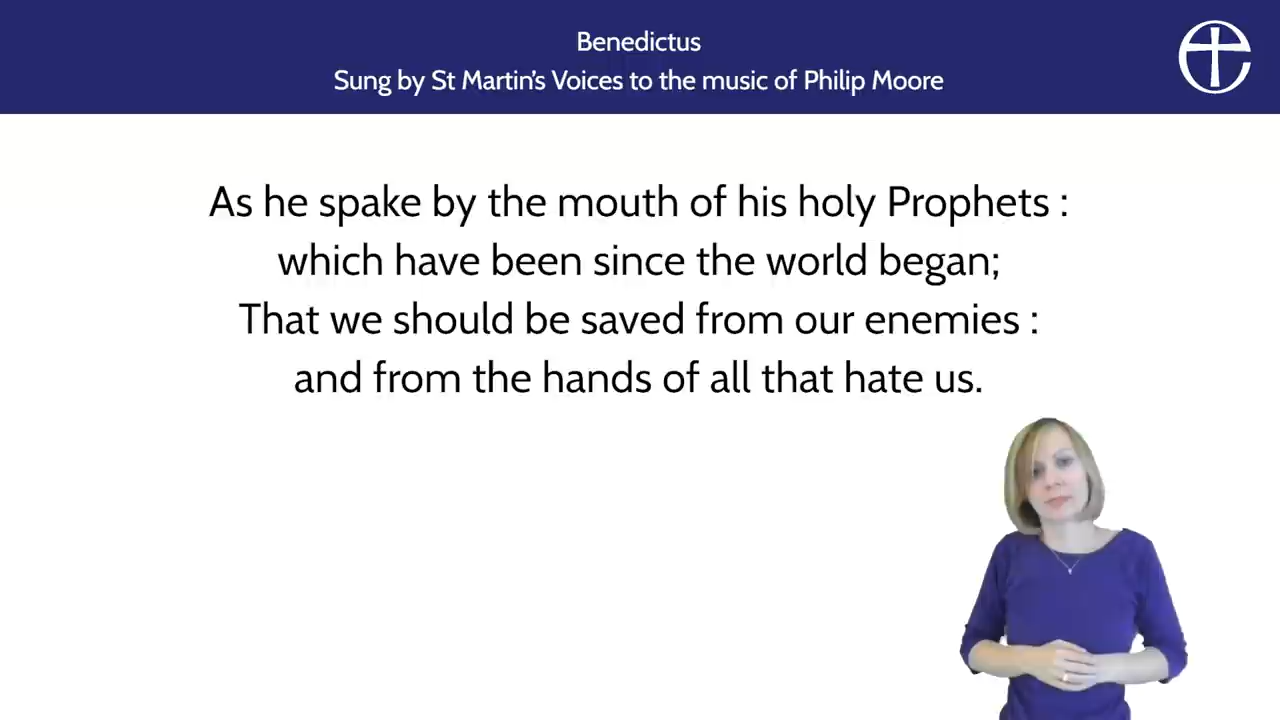 Benedictus
Sung by St Martin's Voices to the music of Philip Moore
As he spake by the mouth of his holy Prophets :
which have been since the world began;
That we should be saved from our enemies :
and from the hands of all that hate us.